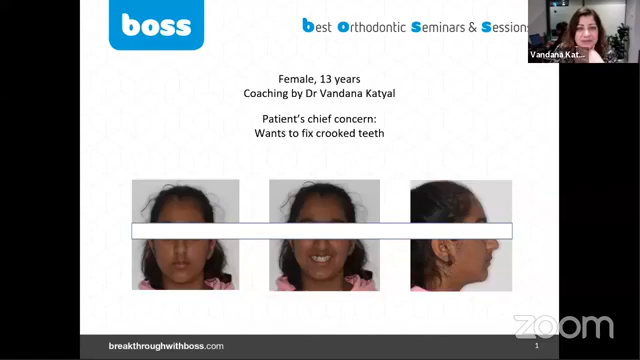 boss
best Orthodontic Seminars & Sessions
Vandana Kat...
Female, 13 years
Coaching by Dr Vandana Katyal
Patient's chief concern:
Wants to fix crooked teeth
zoom
breakthroughwithboss.com
1